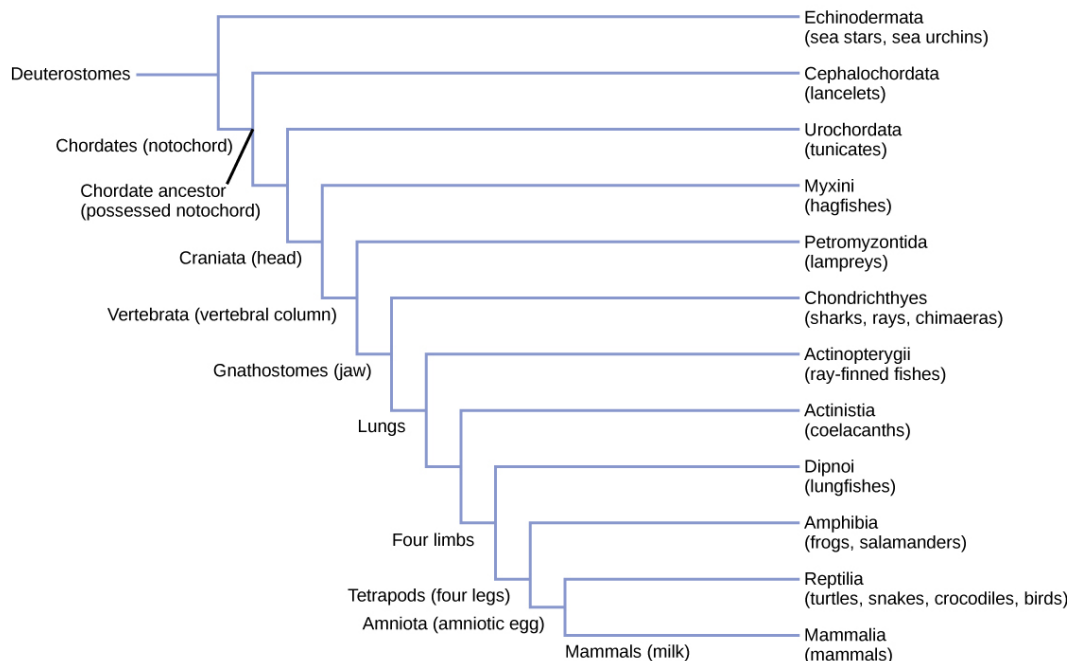 Echinodermata
(sea stars, sea urchins)
Deuterostomes
Cephalochordata
(lancelets)
Chordates (notochord)
Urochordata
(tunicates)
Chordate ancestor
(possessed notochord)
Myxini
(hagfishes)
Craniata (head)
Petromyzontida
(lampreys)
Vertebrata (vertebral column)
Chondrichthyes
(sharks, rays, chimaeras)
Gnathostomes (jaw)
Actinopterygii
(ray-finned fishes)
Lungs
Actinistia
(coelacanths)
Dipnoi
(lungfishes)
Four limbs
Amphibia
(frogs, salamanders)
Tetrapods (four legs)
Reptilia
(turtles, snakes, crocodiles, birds)
Amniota (amniotic egg)
Mammals (milk)
Mammalia
(mammals)